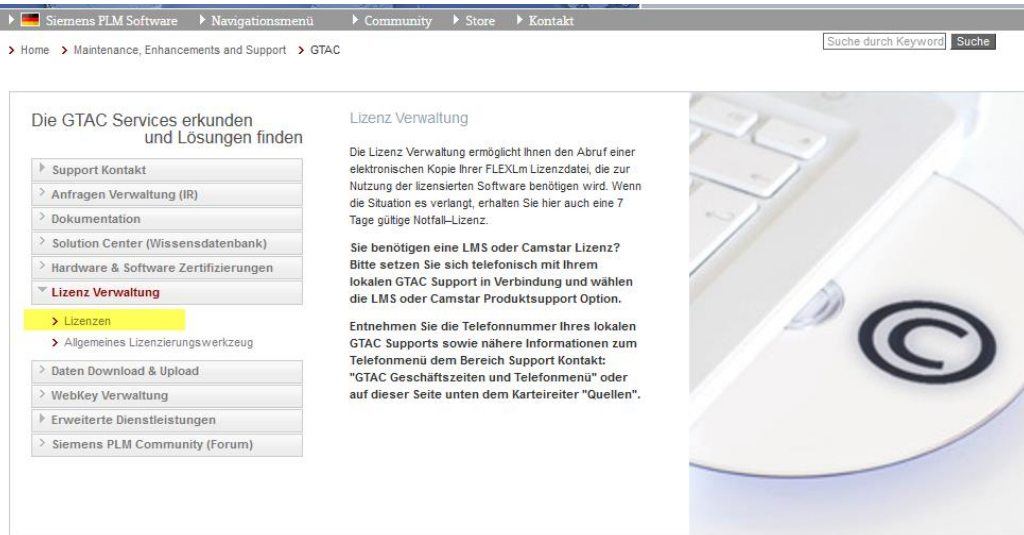 Siemens PLM Software Navigationsmenü Community Store Kontakt
Home Maintenance, Enhancements and Support GTAC
Suche durch Keyword Suche
Die GTAC Services erkunden
und Lösungen finden
Support Kontakt
Anfragen Verwaltung (IR)
Dokumentation
Solution Center (Wissensdatenbank)
Hardware & Software Zertifizierungen
Lizenz Verwaltung
Lizenzen
Allgemeines Lizenzierungswerkzeug
Daten Download & Upload
WebKey Verwaltung
Erweiterte Dienstleistungen
Siemens PLM Community (Forum)
Lizenz Verwaltung
Die Lizenz Verwaltung ermöglicht Ihnen den Abruf einer
elektronischen Kopie Ihrer FLEXLm Lizenzdatei, die zur
Nutzung der lizensierten Software benötigen wird. Wenn
die Situation es verlangt, erhalten Sie hier auch eine 7
Tage gültige Notfall–Lizenz.
Sie benötigen eine LMS oder Camstar Lizenz?
Bitte setzen Sie sich telefonisch mit Ihrem
lokalen GTAC Support in Verbindung und wählen
die LMS oder Camstar Produktsupport Option.
Entnehmen Sie die Telefonnummer Ihres lokalen
GTAC Supports sowie nähere Informationen zum
Telefonmenü dem Bereich Support Kontakt:
"GTAC Geschäftszeiten und Telefonmenü" oder
auf dieser Seite unten dem Karteireiter "Quellen".
©